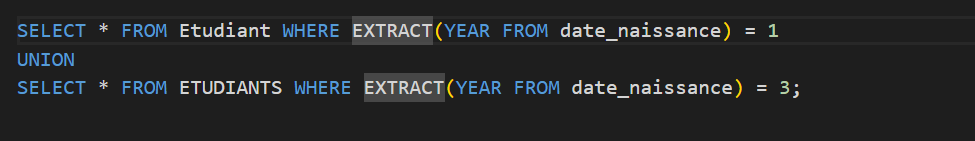 SELECT * FROM Etudiant WHERE EXTRACT(YEAR FROM date_naissance) = 1
UNION
SELECT * FROM ETUDIANTS WHERE EXTRACT(YEAR FROM date_naissance) = 3;